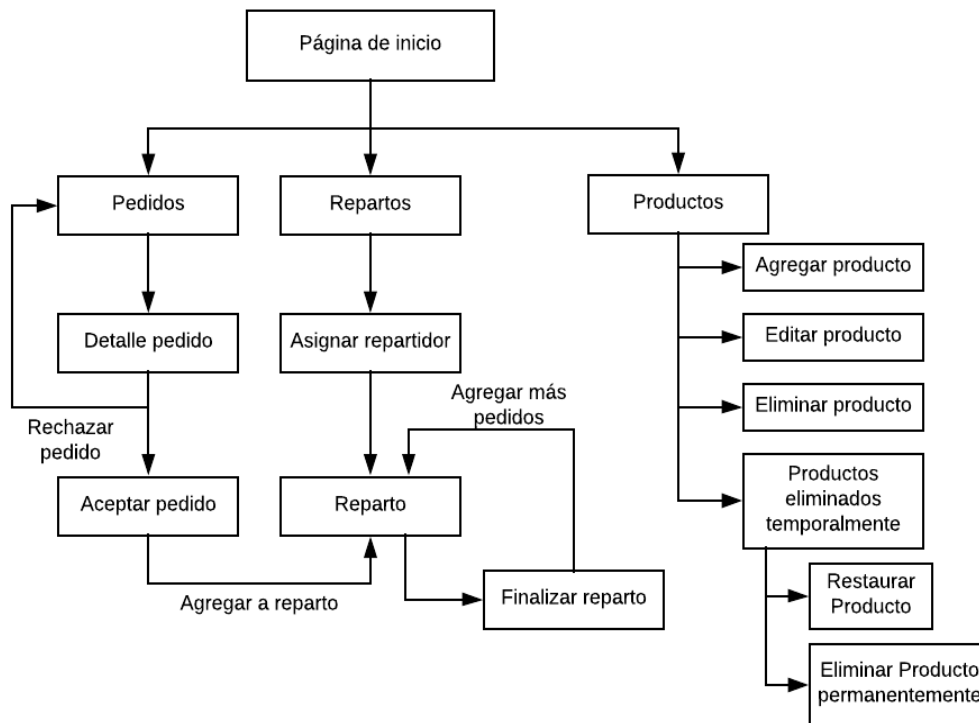 Página de inicio
Pedidos
Repartos
Productos
Agregar producto
Detalle pedido
Asignar repartidor
Editar producto
Agregar más
pedidos
Eliminar producto
Rechazar
pedido
Aceptar pedido
Reparto
Productos
eliminados
temporalmente
Agregar a reparto
Finalizar reparto
Restaurar
Producto
Eliminar Producto
permanentemente